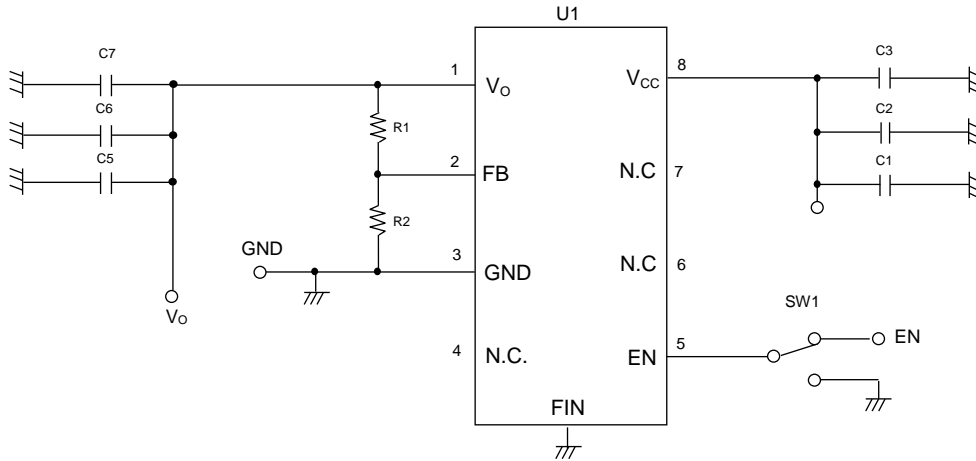 U1
C7
C6
C5
1
2
3
4
VO
FB
GND
N.C.
R1
R2
GND
VO
FIN
VCC
N.C
N.C
EN
8
7
6
5
C3
C2
C1
SW1
EN